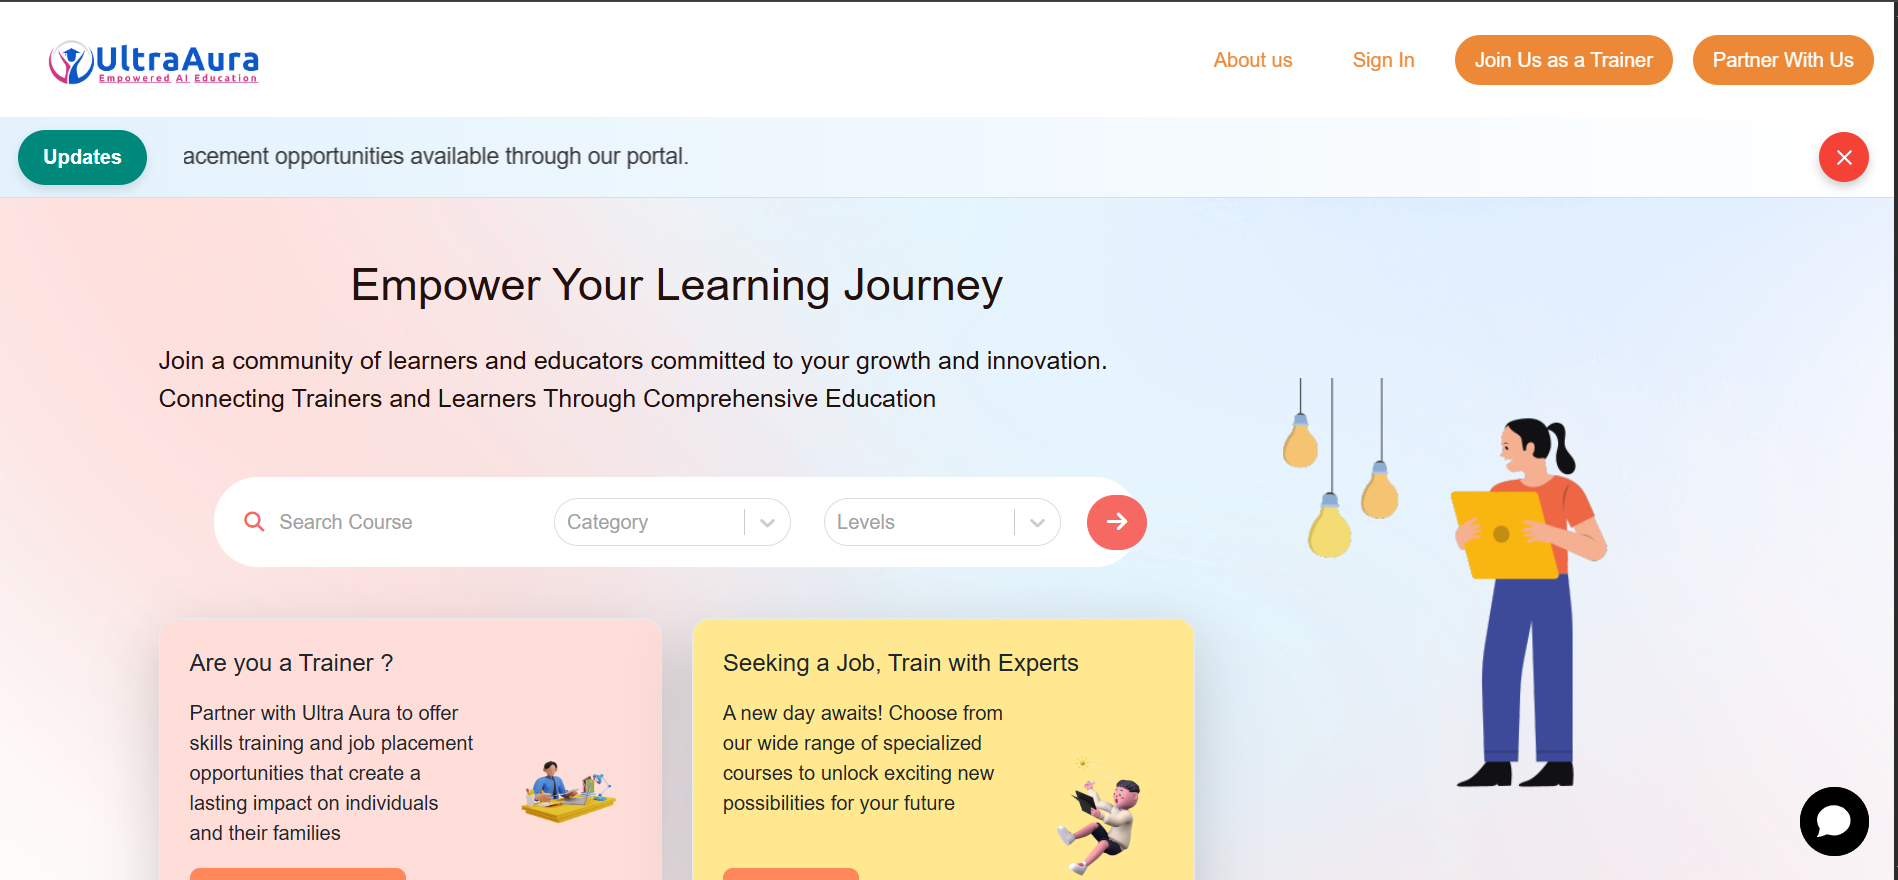 UltraAura
Empowered AI Education
About us
Sign In
Join Us as a Trainer
Partner With Us
Updates
acement opportunities available through our portal.
Empower Your Learning Journey
Join a community of learners and educators committed to your growth and innovation.
Connecting Trainers and Learners Through Comprehensive Education
Search Course
Category
Levels
Are you a Trainer ?
Partner with Ultra Aura to offer
skills training and job placement
opportunities that create a
lasting impact on individuals
and their families
Seeking a Job, Train with Experts
A new day awaits! Choose from
our wide range of specialized
courses to unlock exciting new
possibilities for your future